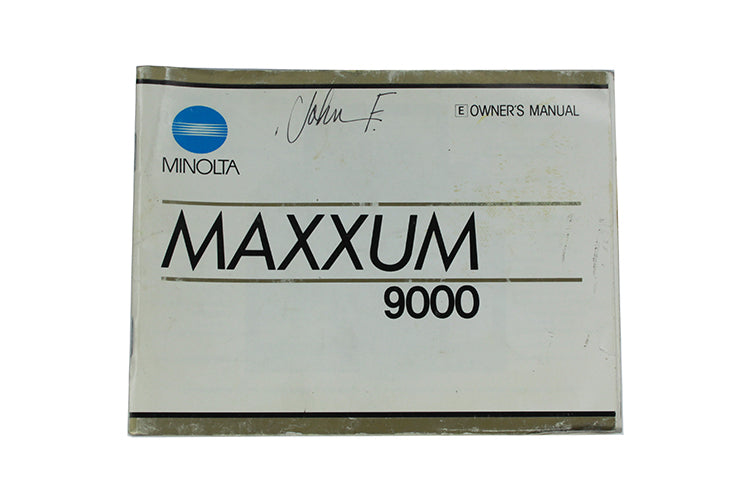 John F.
E OWNER'S MANUAL
MINOLTA
MAXXUM
9000